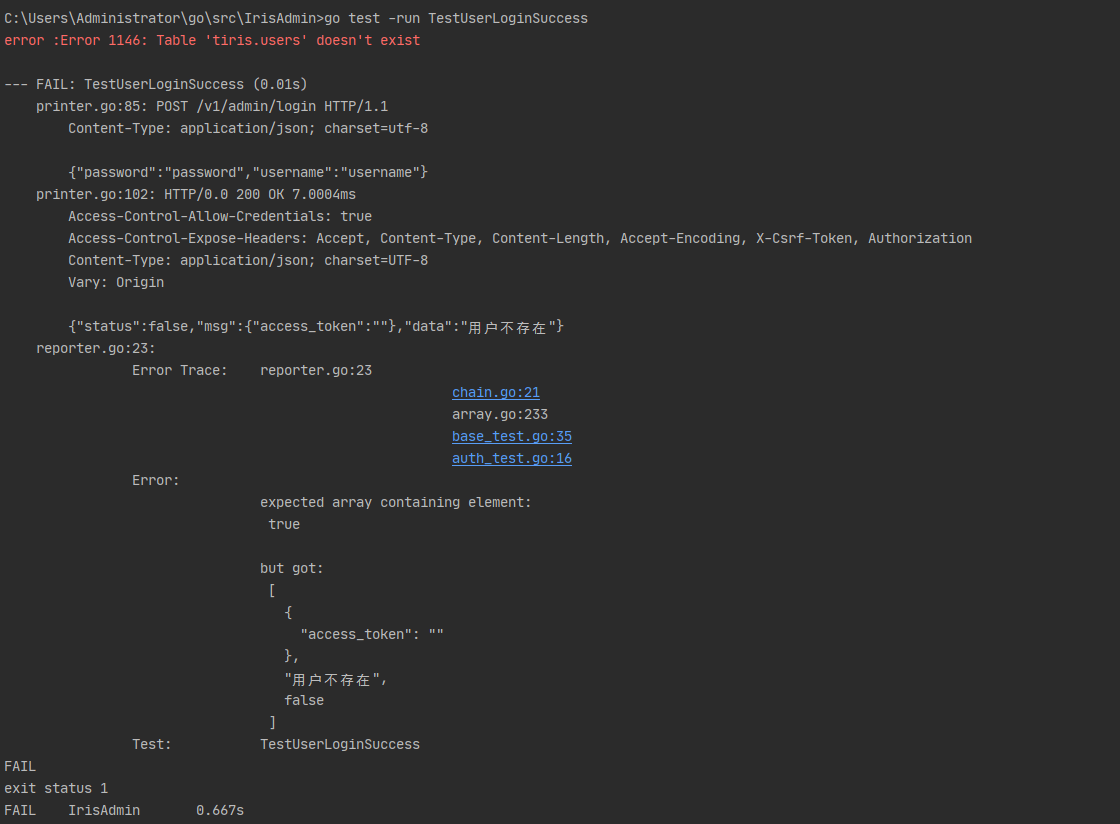 C:\Users\Administrator\go\src\IrisAdmin>go test -run TestUserLoginSuccess
error :Error 1146: Table 'tiris.users' doesn't exist
--- FAIL: TestUserLoginSuccess (0.01s)
printer.go:85: POST /v1/admin/login HTTP/1.1
Content-Type: application/json; charset=utf-8
{"password":"password","username":"username"}
printer.go:102: HTTP/0.0 200 OK 7.0004ms
Access-Control-Allow-Credentials: true
Access-Control-Expose-Headers: Accept, Content-Type, Content-Length, Accept-Encoding, X-Csrf-Token, Authorization
Content-Type: application/json; charset=UTF-8
Vary: Origin
{"status":false,"msg":{"access_token":""},"data":"用户不存在"}
reporter.go:23:
Error Trace: reporter.go:23
chain.go:21
array.go:233
base_test.go:35
auth_test.go:16
Error:
expected array containing element:
true
but got:
[
{
"access_token": ""
},
"用户不存在",
false
]
Test: TestUserLoginSuccess
FAIL
exit status 1
FAIL IrisAdmin 0.667s